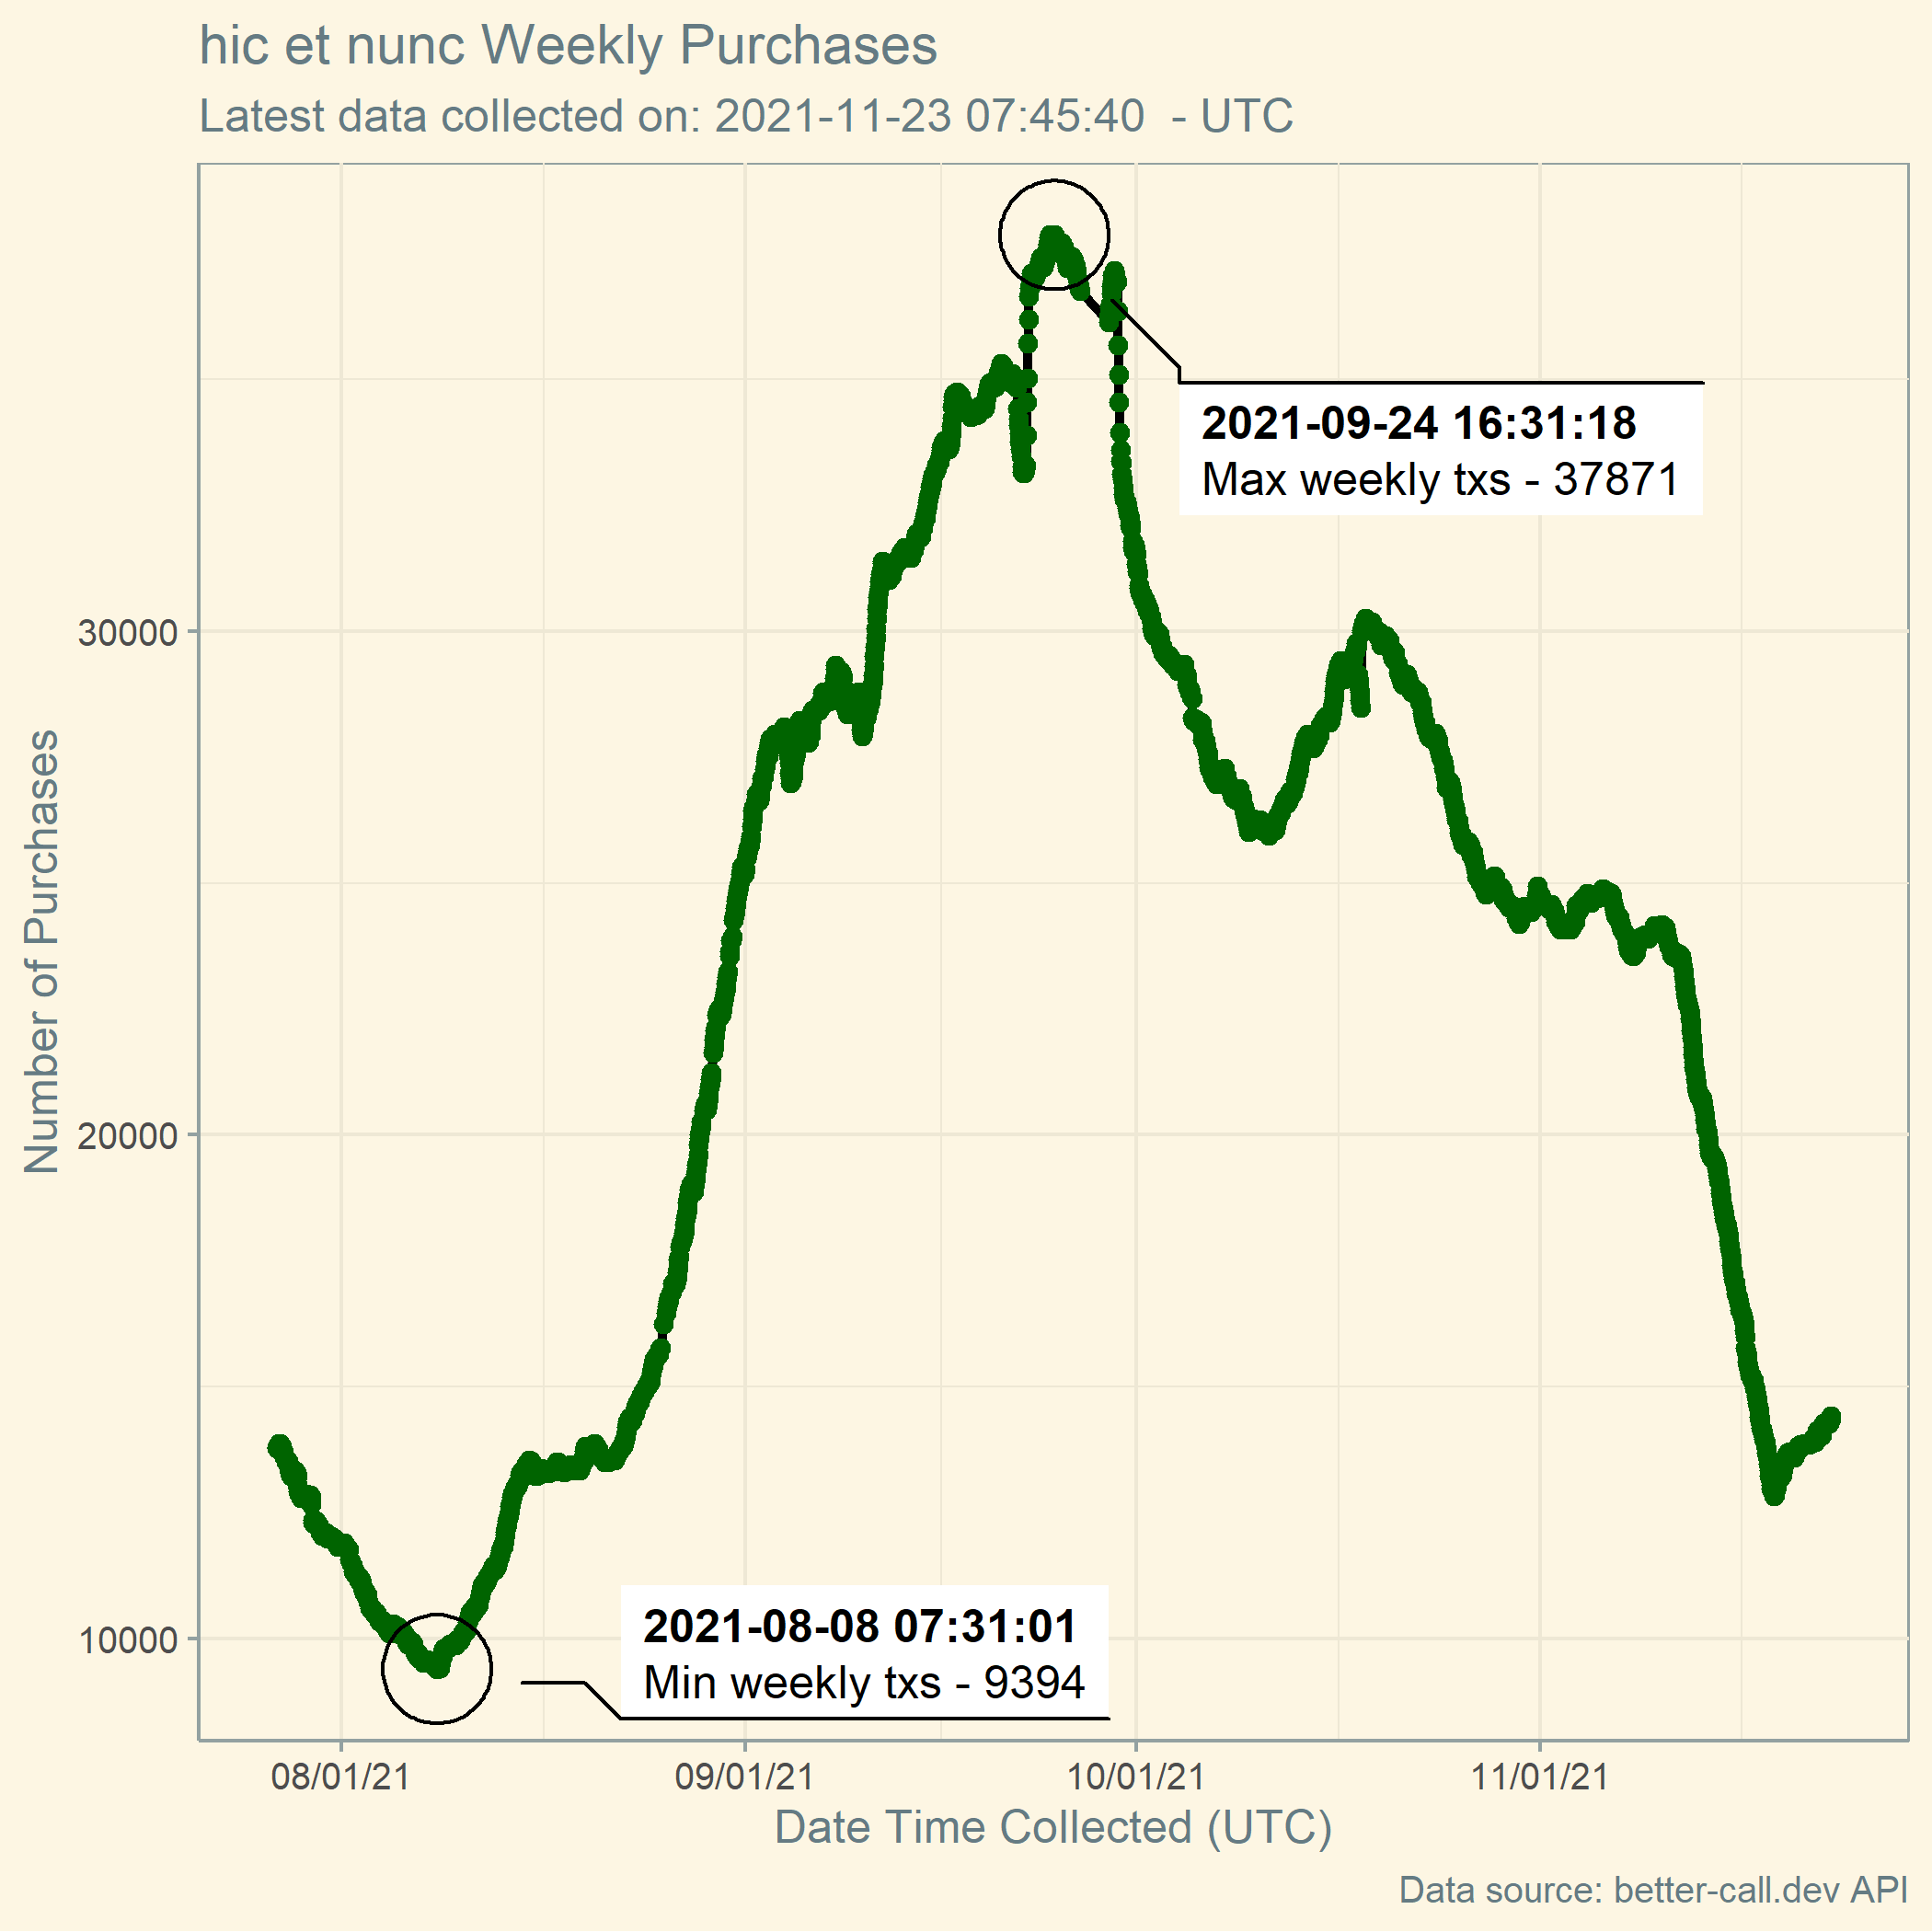 hic et nunc Weekly Purchases
Latest data collected on: 2021-11-23 07:45:40  - UTC
2021-09-24 16:31:18
Max weekly txs - 37871
30000
20000
10000
Number of Purchases
2021-08-08 07:31:01
Min weekly txs - 9394
08/01/21
09/01/21
10/01/21
11/01/21
Date Time Collected (UTC)
Data source: better-call.dev API